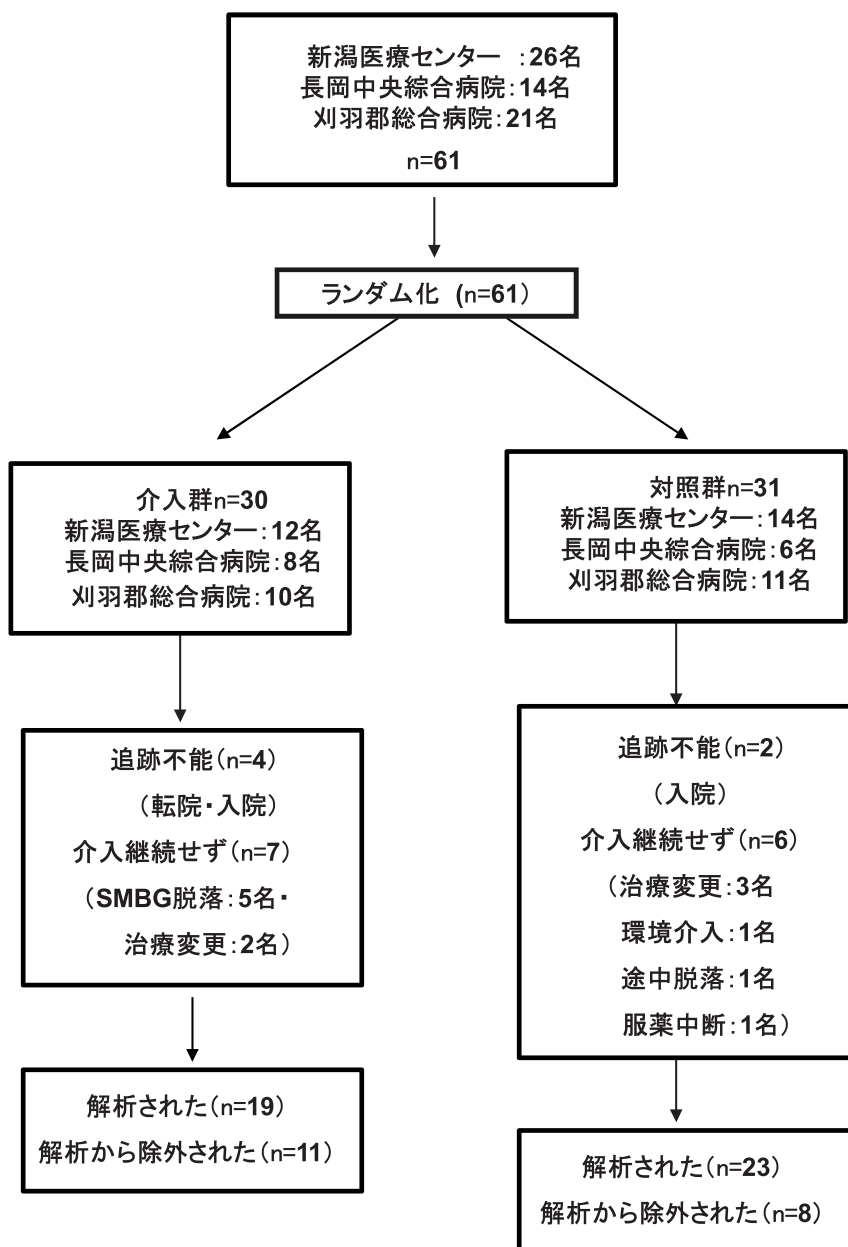 新潟医療センター :26名
長岡中央綜合病院:14名
刈羽郡総合病院:21名
n=61
ランダム化 (n=61)
介入群n=30
新潟医療センター:12名
長岡中央綜合病院:8名
刈羽郡総合病院:10名
対照群n=31
新潟医療センター:14名
長岡中央綜合病院:6名
刈羽郡総合病院:11名
追跡不能(n=4)
(転院・入院)
介入継続せず(n=7)
(SMBG脱落:5名・
治療変更:2名)
追跡不能(n=2)
(入院)
介入継続せず(n=6)
(治療変更:3名
環境介入:1名
途中脱落:1名
服薬中断:1名)
解析された(n=19)
解析から除外された(n=11)
解析された(n=23)
解析から除外された(n=8)